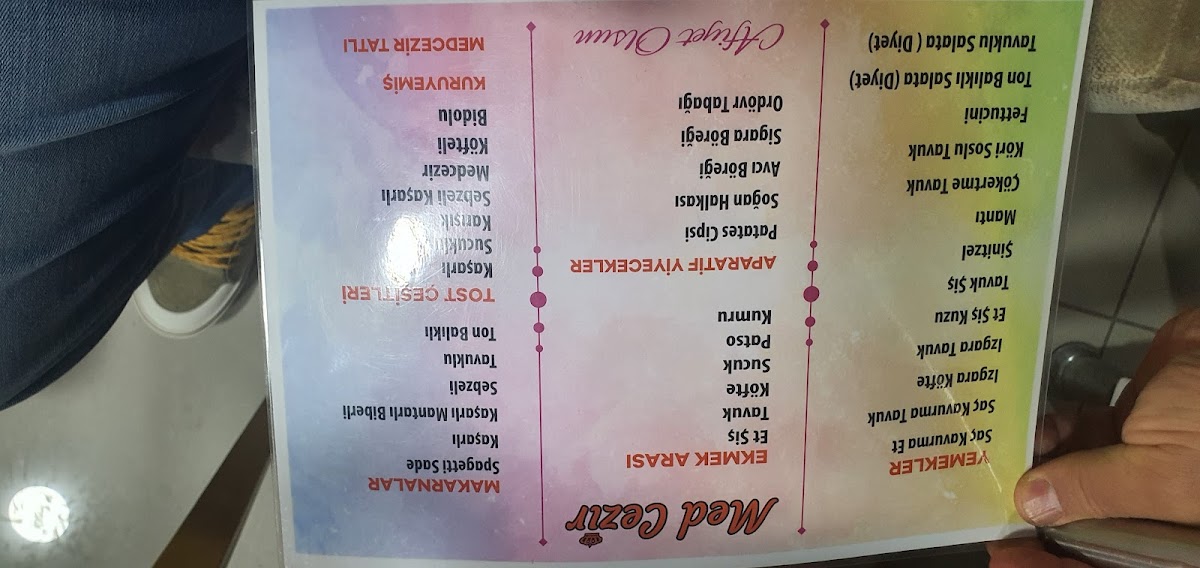 Med Cezir
YEMEKLER
Saç Kavurma Et
Saç Kavurma Tavuk
Izgara Köfte
Izgara Tavuk
Et Şiş Kuzu
Tavuk Şiş
Şinitzel
Mantı
Çökertme Tavuk
Köri Soslu Tavuk
Fettucini
Ton Balıklı Salata (Diyet)
Tavuklu Salata ( Diyet)
EKMEK ARASI
Et Şiş
Tavuk
Köfte
Sucuk
Patso
Kumru
APARATİF YİYECEKLER
Patates Cipsi
Soğan Halkası
Avcı Böreği
Sigara Böreği
Ordövr Tabağı
Afiyet Olsun
MAKARNALAR
Spagetti Sade
Kaşarlı
Kaşarlı Mantarlı Biberli
Sebzeli
Tavuklu
Ton Balıklı
TOST ÇEŞİTLERİ
Kaşarlı
Sucuklu
Karışık
Sebzeli Kaşarlı
Medcezir
Köfteli
Bidolu
KURUYEMİŞ
MEDCEZİR TATLI